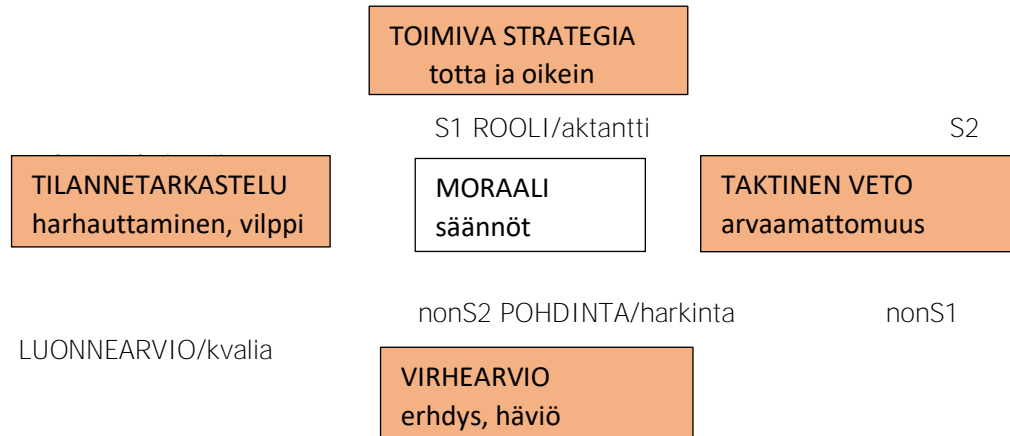 TOIMIVA STRATEGIA
totta ja oikein
S1 ROOLI/aktantti S2
TILANNETARKASTELU
harhauttaminen, vilppi
MORAALI
säännöt
TAKTINEN VETO
arvaamattomuus
nonS2 POHDINTA/harkinta nonS1
LUONNEARVIO/kvalia
VIRHEARVIO
erhdys, häviö